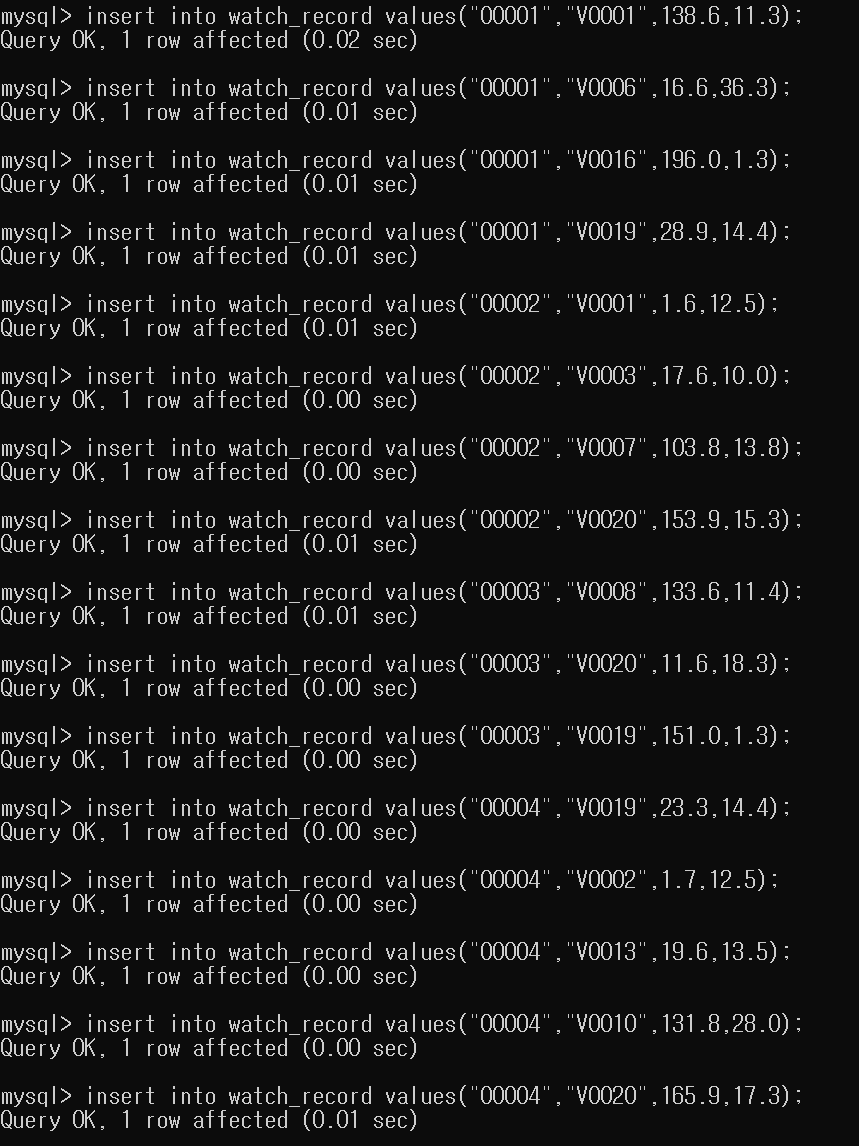 mysql> insert into watch_record values("00001","V0001",138.6,11.3);
Query OK, 1 row affected (0.02 sec)
mysql> insert into watch_record values("00001","V0006",16.6,36.3);
Query OK, 1 row affected (0.01 sec)
mysql> insert into watch_record values("00001","V0016",196.0,1.3);
Query OK, 1 row affected (0.01 sec)
mysql> insert into watch_record values("00001","V0019",28.9,14.4);
Query OK, 1 row affected (0.01 sec)
mysql> insert into watch_record values("00002","V0001",1.6,12.5);
Query OK, 1 row affected (0.01 sec)
mysql> insert into watch_record values("00002","V0003",17.6,10.0);
Query OK, 1 row affected (0.00 sec)
mysql> insert into watch_record values("00002","V0007",103.8,13.8);
Query OK, 1 row affected (0.00 sec)
mysql> insert into watch_record values("00002","V0020",153.9,15.3);
Query OK, 1 row affected (0.01 sec)
mysql> insert into watch_record values("00003","V0008",133.6,11.4);
Query OK, 1 row affected (0.01 sec)
mysql> insert into watch_record values("00003","V0020",11.6,18.3);
Query OK, 1 row affected (0.00 sec)
mysql> insert into watch_record values("00003","V0019",151.0,1.3);
Query OK, 1 row affected (0.00 sec)
mysql> insert into watch_record values("00004","V0019",23.3,14.4);
Query OK, 1 row affected (0.00 sec)
mysql> insert into watch_record values("00004","V0002",1.7,12.5);
Query OK, 1 row affected (0.00 sec)
mysql> insert into watch_record values("00004","V0013",19.6,13.5);
Query OK, 1 row affected (0.00 sec)
mysql> insert into watch_record values("00004","V0010",131.8,28.0);
Query OK, 1 row affected (0.00 sec)
mysql> insert into watch_record values("00004","V0020",165.9,17.3);
Query OK, 1 row affected (0.01 sec)